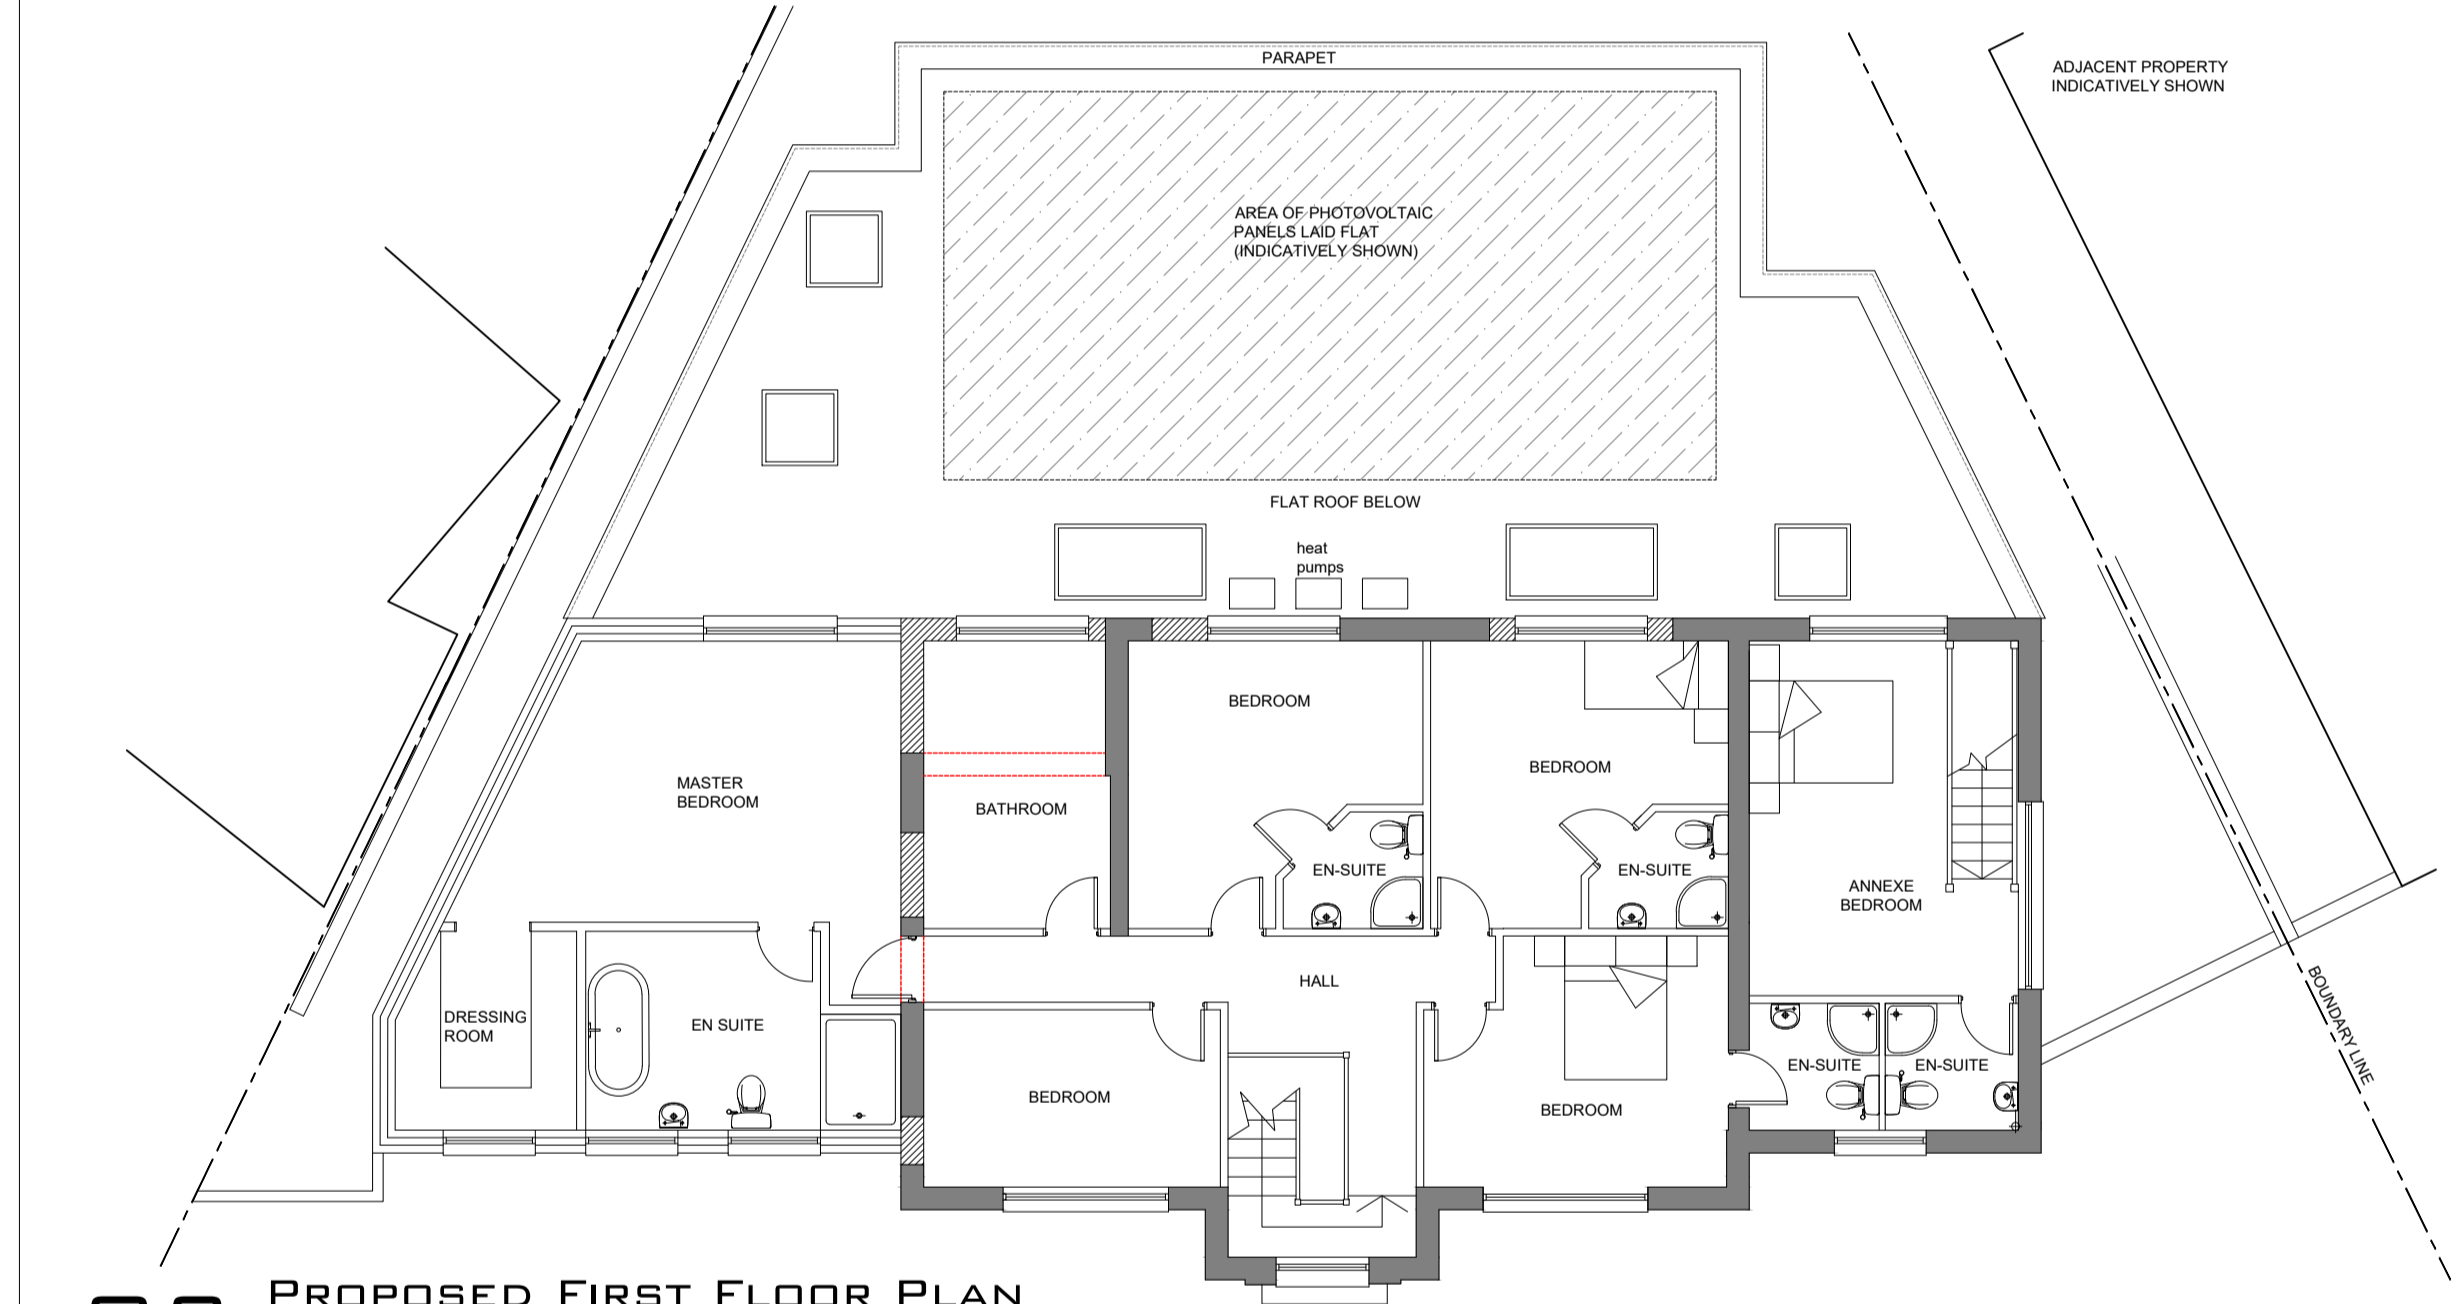 PARAPET
ADJACENT PROPERTY
INDICATIVELY SHOWN
AREA OF PHOTOVOLTAIC
PANELS LAID FLAT
(INDICATIVELY SHOWN)
FLAT ROOF BELOW
heat
pumps
BEDROOM
BEDROOM
MASTER
BEDROOM
BATHROOM
EN-SUITE
EN-SUITE
ANNEXE
BEDROOM
HALL
DRESSING
ROOM
EN SUITE
BEDROOM
BEDROOM
EN-SUITE
EN-SUITE
BOUNDARY LINE
PROPOSED FIRST FLOOR PLAN